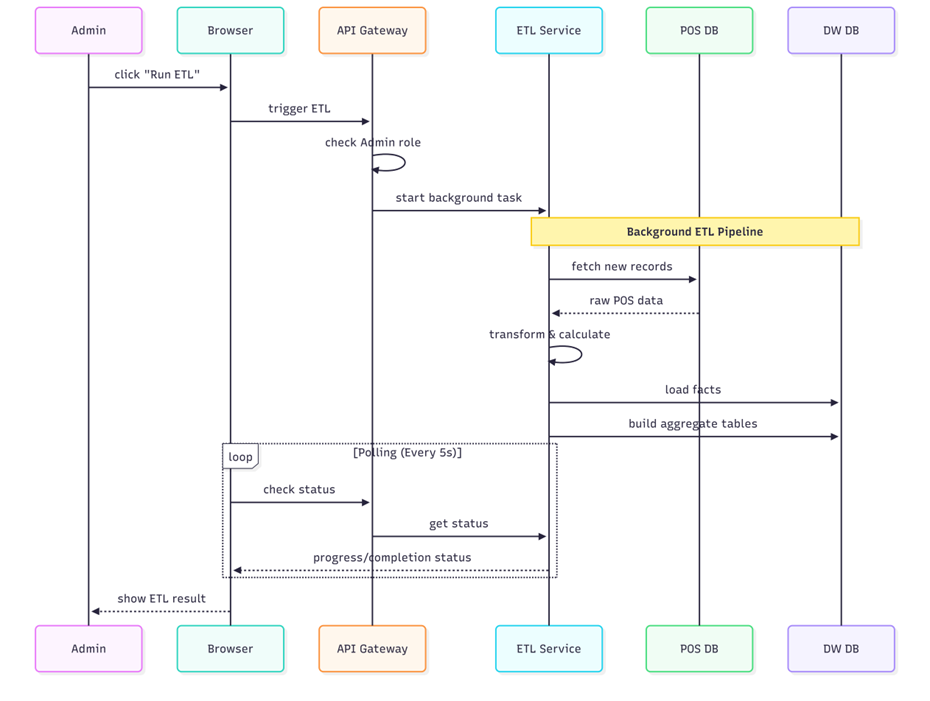 Admin
Browser
API Gateway
ETL Service
POS DB
DW DB
click "Run ETL"
trigger ETL
check Admin role
start background task
Background ETL Pipeline
fetch new records
raw POS data
transform & calculate
load facts
build aggregate tables
loop
[Polling (Every 5s)]
check status
get status
progress/completion status
show ETL result
Admin
Browser
API Gateway
ETL Service
POS DB
DW DB